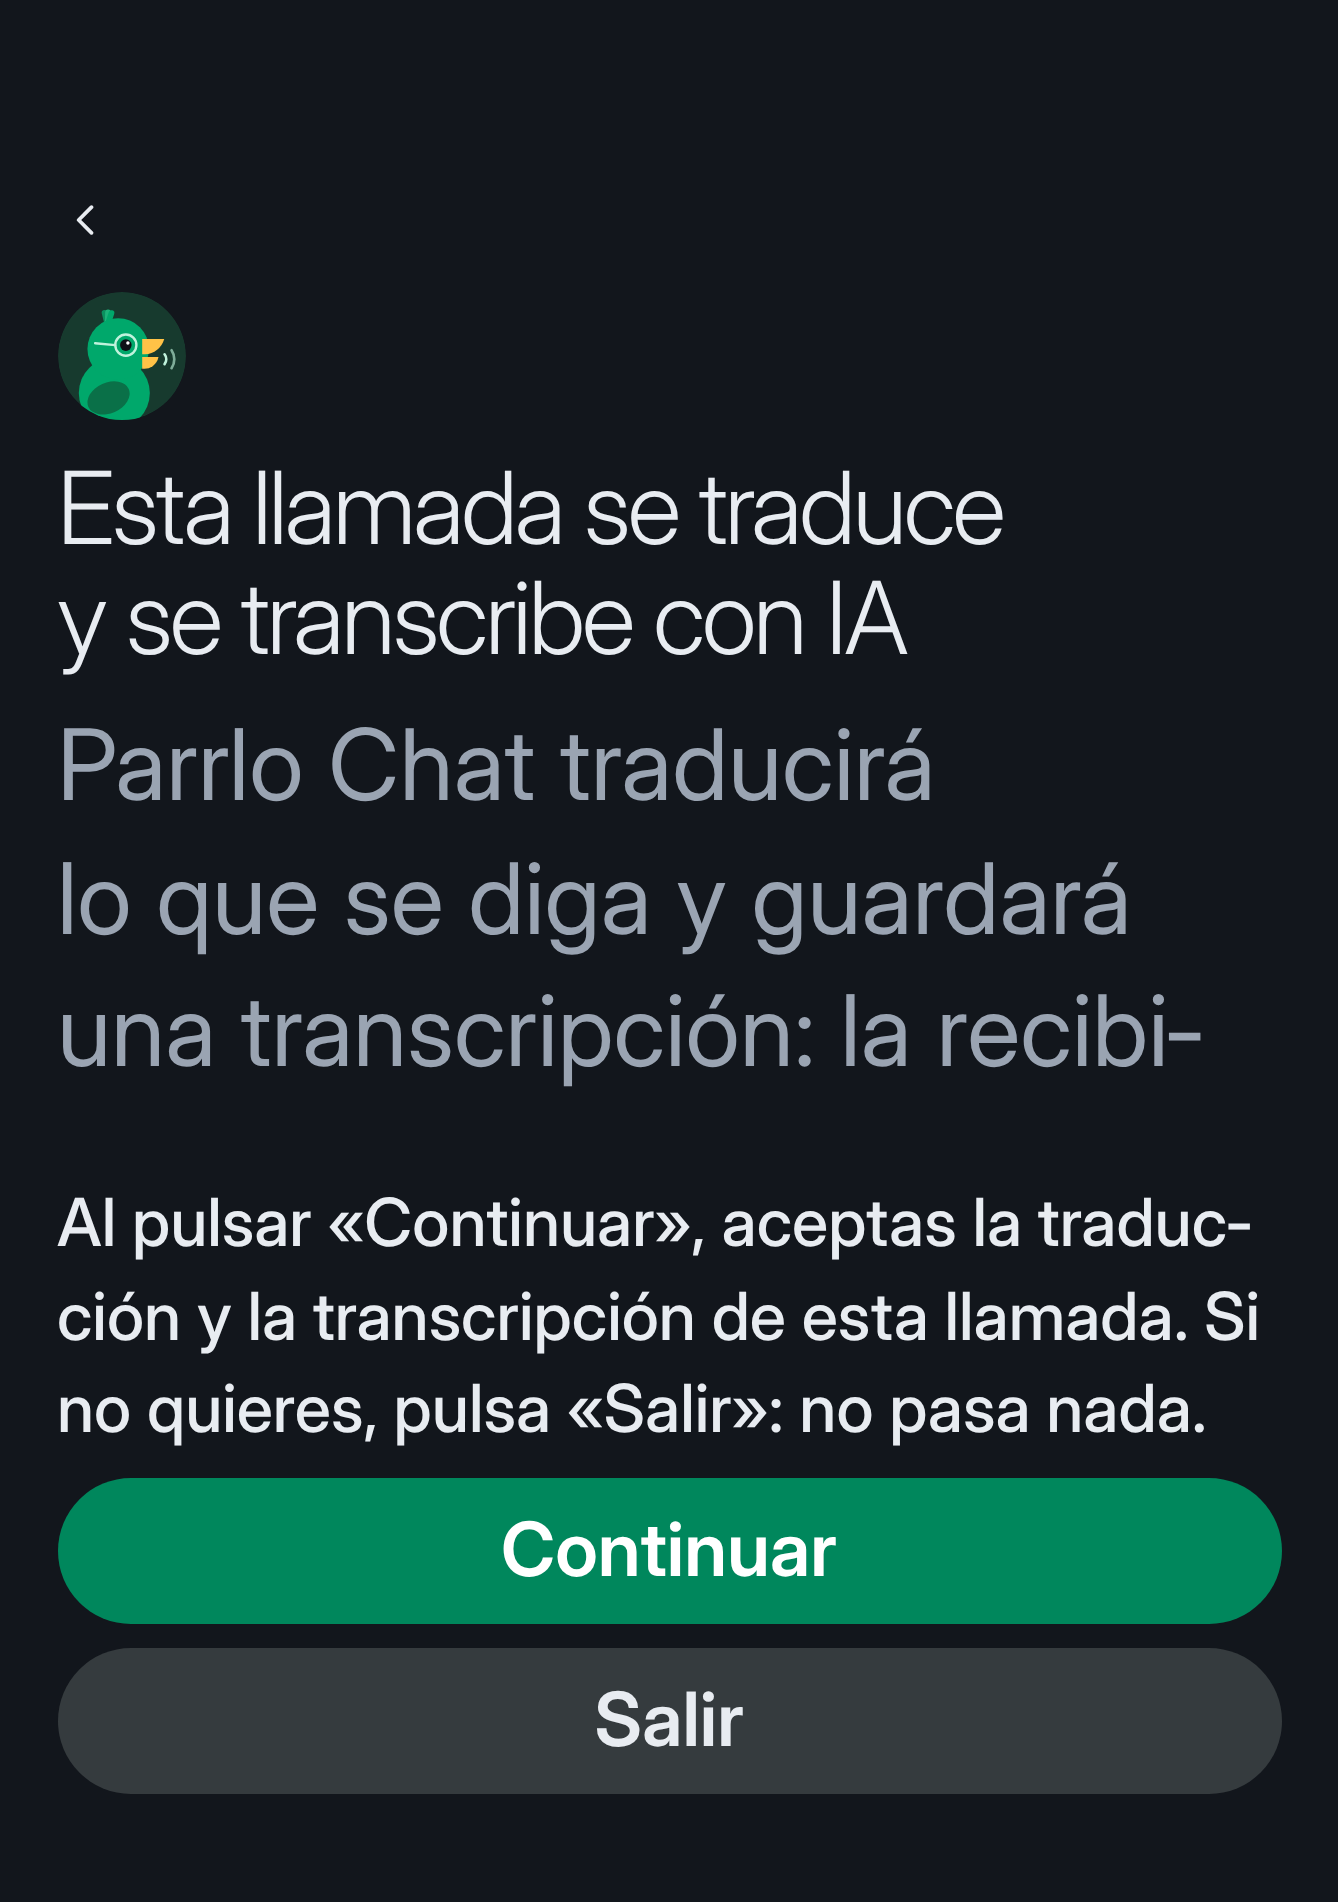 Esta llamada se traduce
y se transcribe con IA
Parrlo Chat traducirá
lo que se diga y guardará
una transcripción: la recibi-
Al pulsar «Continuar», aceptas la traduc-
ción y la transcripción de esta llamada. Si
no quieres, pulsa «Salir»: no pasa nada.
Continuar
Salir